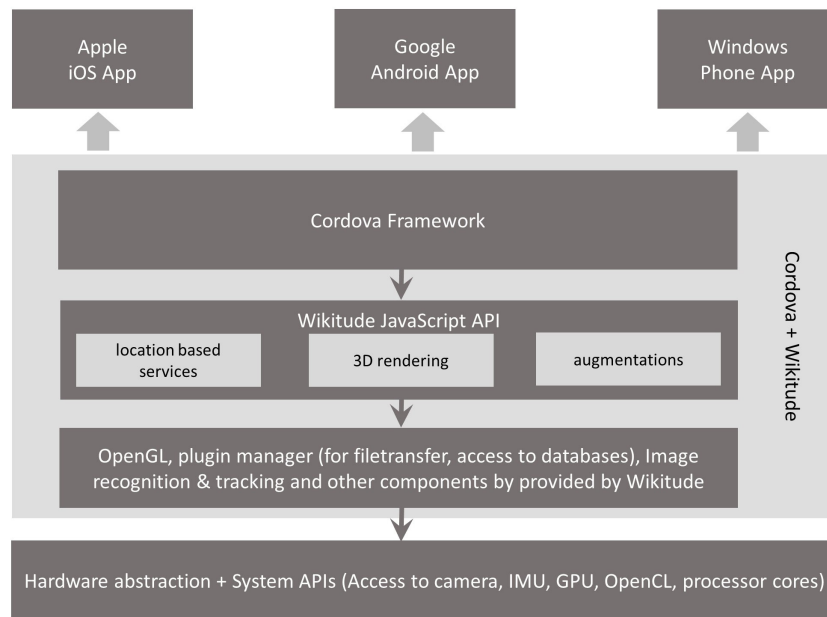 Apple
iOS App
Google
Android App
Windows
Phone App
Cordova Framework
Wikitude JavaScript API
location based
services
3D rendering
augmentations
OpenGL, plugin manager (for filetransfer, access to databases), Image
recognition & tracking and other components by provided by Wikitude
Cordova + Wikitude
Hardware abstraction + System APIs (Access to camera, IMU, GPU, OpenCL, processor cores)